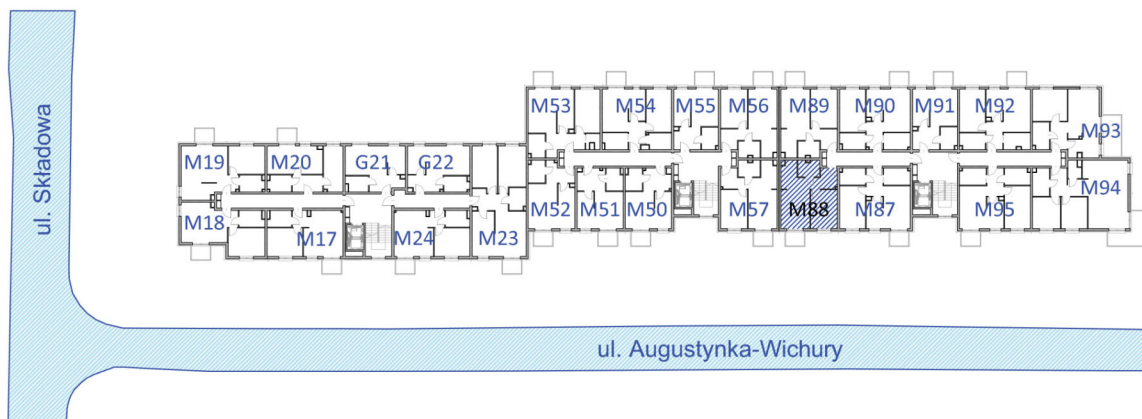 ul. Składowa
M53
M54
M55
M56
M89
M90
M91
M92
M93
M19
M20
G21
G22
M94
M18
M17
M24
M23
M52
M51
M50
M57
M88
M87
M95
ul. Augustynka-Wichury